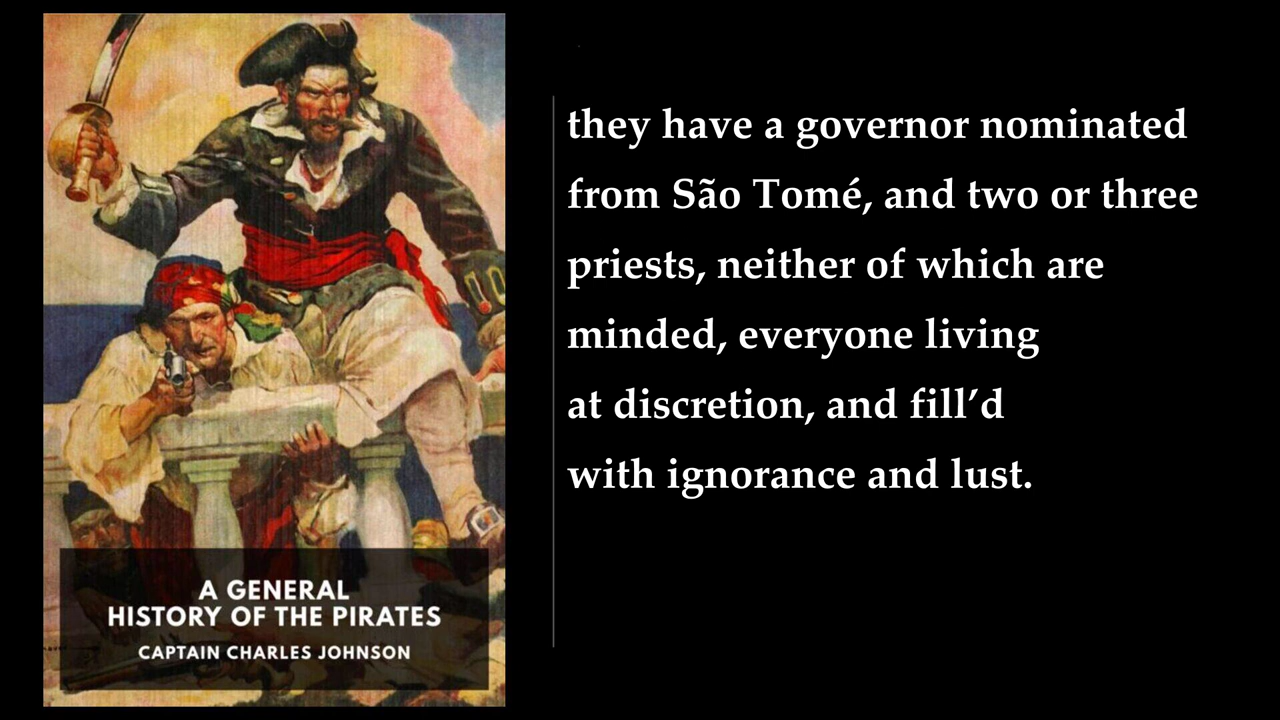 they have a governor nominated
from São Tomé, and two or three
priests, neither of which are
minded, everyone living
at discretion, and fill’d
with ignorance and lust.
A GENERAL
HISTORY OF THE PIRATES
CAPTAIN CHARLES JOHNSON